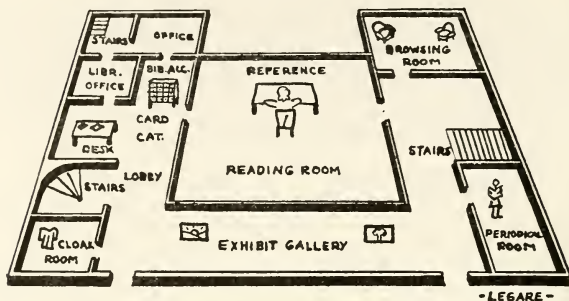 STAIRS
OFFICE
LIBR.
OFFICE
BIB. ALC.
CARD
CAT.
DESK
LOBBY
STAIRS
CLOAK
ROOM
REFERENCE
READING ROOM
EXHIBIT GALLERY
BROWSING
ROOM
STAIRS
PERIODICAL
ROOM
-LEGARE-